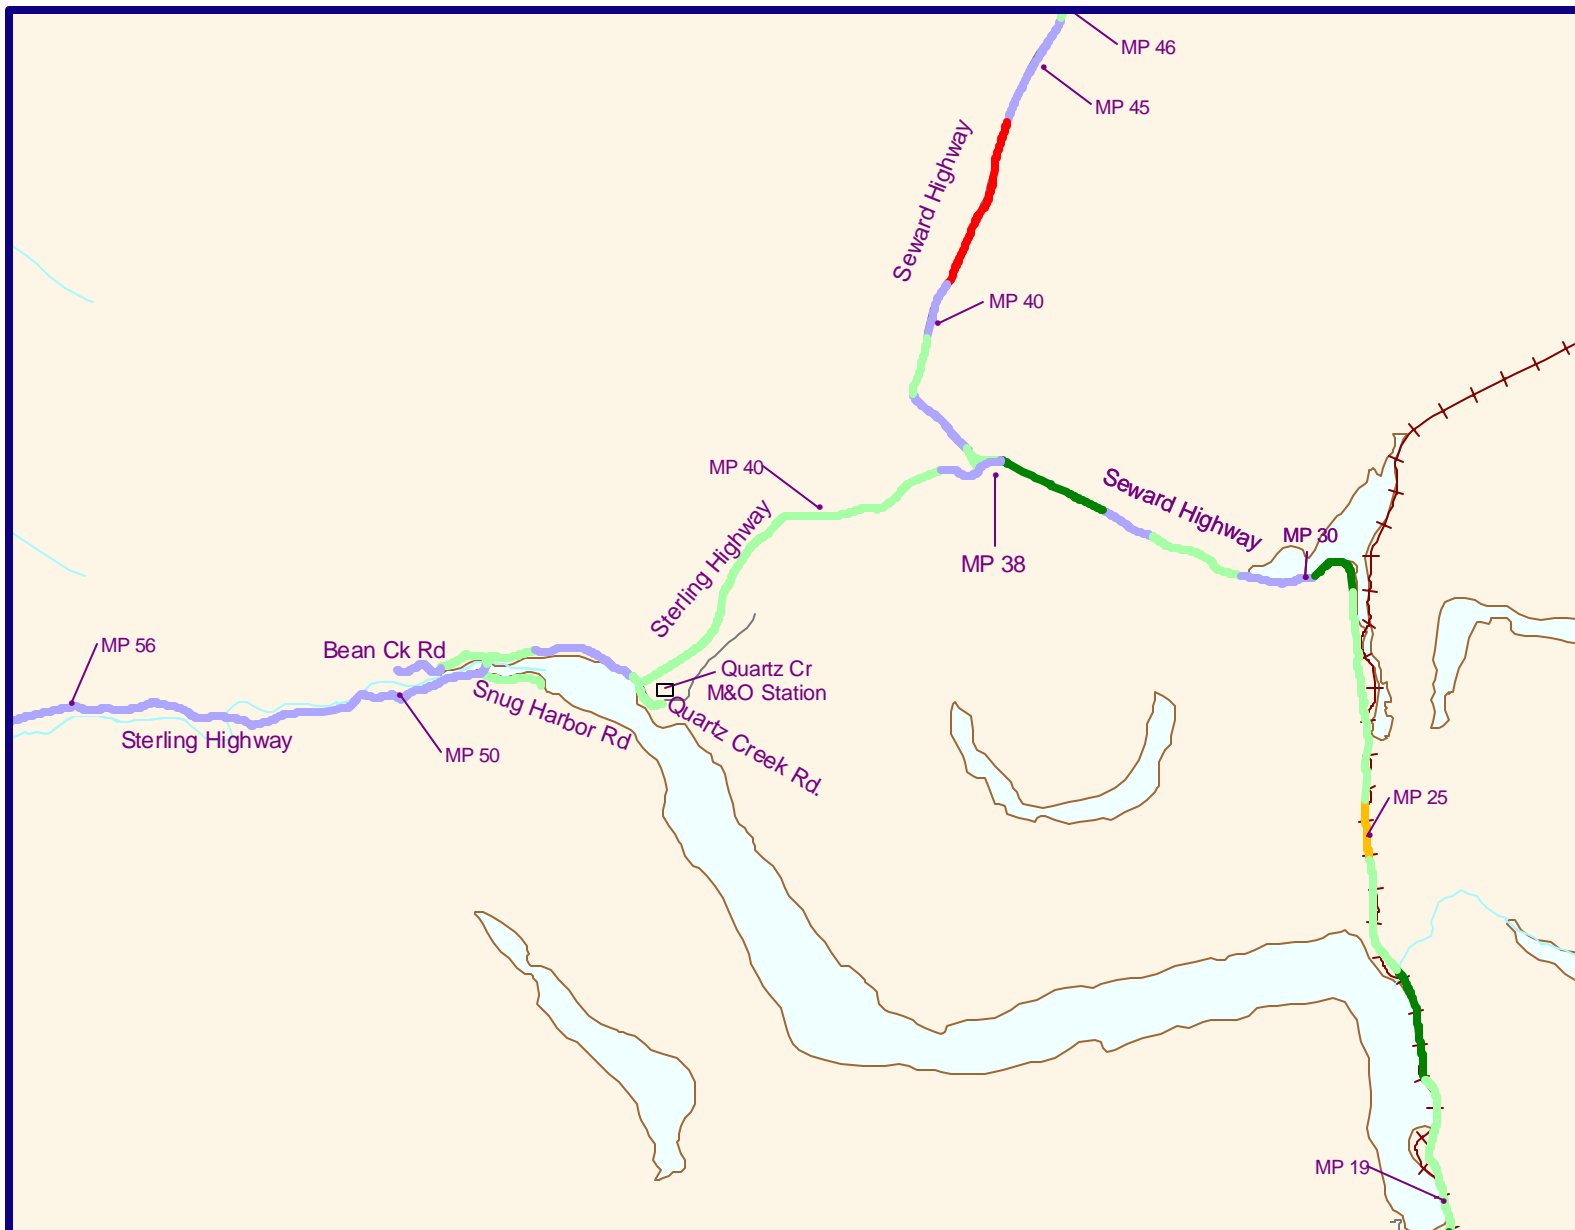 MP 46
MP 45
Seward Highway
MP 40
MP 40
Seward Highway
MP 30
MP 38
Sterling Highway
MP 56
Bean Ck Rd
Quartz Cr
M&O Station
Snug Harbor Rd
Quartz Creek Rd.
Sterling Highway
MP 50
MP 25
MP 19